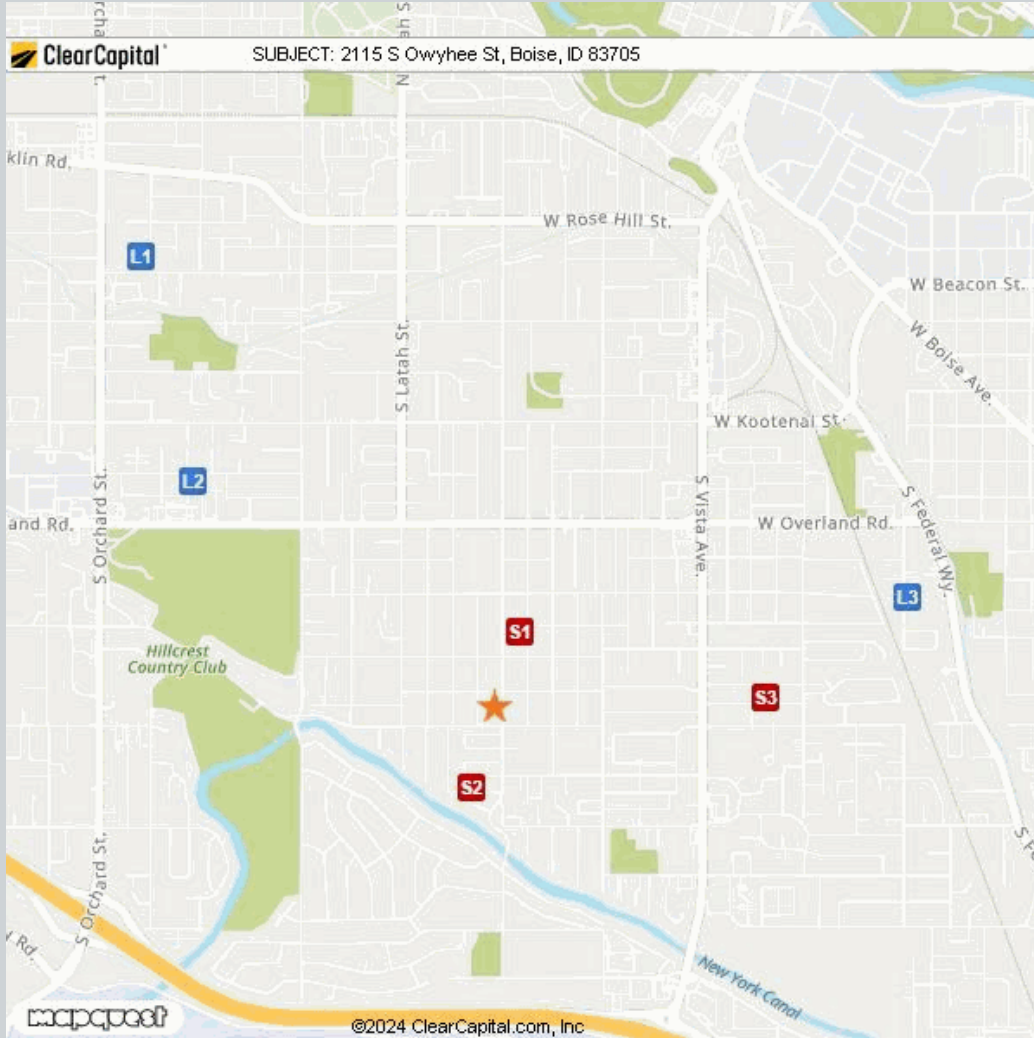 ClearCapital
SUBJECT: 2115 S Owyhee St, Boise, ID 83705
klin Rd.
W Rose Hill St.
L1
W Beacon St.
W Boise Ave.
S Latah St.
W Kootenai St.
L2
S Orchard St.
S Vista Ave.
S Federal Wy.
and Rd.
W Overland Rd.
L3
S1
Hillcrest
Country Club
S3
S2
S Orchard St.
y Rd.
New York Canal
mapquest
©2024 ClearCapital.com, Inc